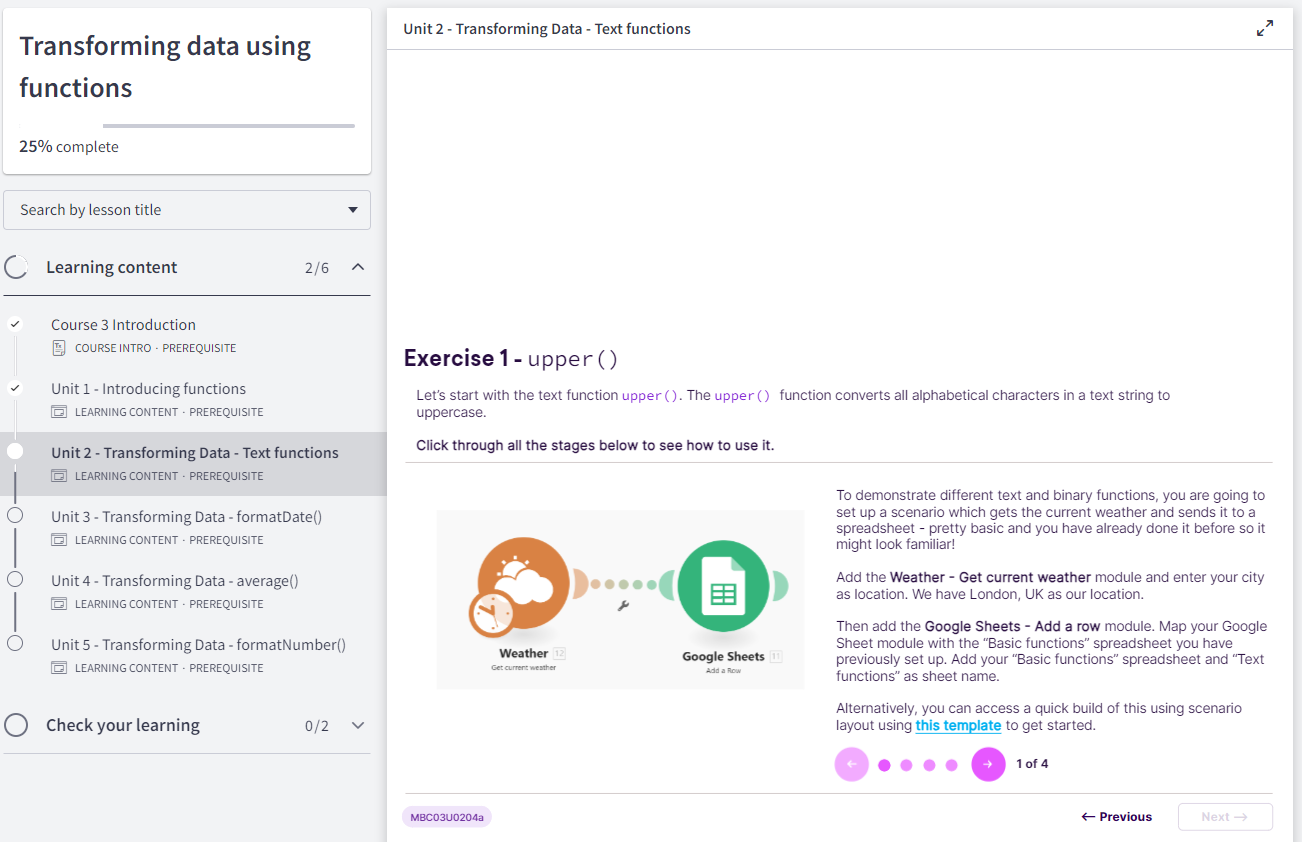 Transforming data using
functions
25% complete
Search by lesson title
Learning content 2/6
Course 3 Introduction
COURSE INTRO · PREREQUISITE
Unit 1 - Introducing functions
LEARNING CONTENT · PREREQUISITE
Unit 2 - Transforming Data - Text functions
LEARNING CONTENT · PREREQUISITE
Unit 3 - Transforming Data - formatDate()
LEARNING CONTENT · PREREQUISITE
Unit 4 - Transforming Data - average()
LEARNING CONTENT · PREREQUISITE
Unit 5 - Transforming Data - formatNumber()
LEARNING CONTENT · PREREQUISITE
Check your learning 0/2
Unit 2 - Transforming Data - Text functions
Exercise 1 - upper()
Let's start with the text function upper(). The upper() function converts all alphabetical characters in a text string to
uppercase.
Click through all the stages below to see how to use it.
Weather 12
Get current weather
Google Sheets 11
Add a Row
To demonstrate different text and binary functions, you are going to
set up a scenario which gets the current weather and sends it to a
spreadsheet - pretty basic and you have already done it before so it
might look familiar!
Add the Weather - Get current weather module and enter your city
as location. We have London, UK as our location.
Then add the Google Sheets - Add a row module. Map your Google
Sheet module with the “Basic functions” spreadsheet you have
previously set up. Add your “Basic functions” spreadsheet and “Text
functions” as sheet name.
Alternatively, you can access a quick build of this using scenario
layout using this template to get started.
← → 1 of 4
MBC03U0204a
← Previous
Next →